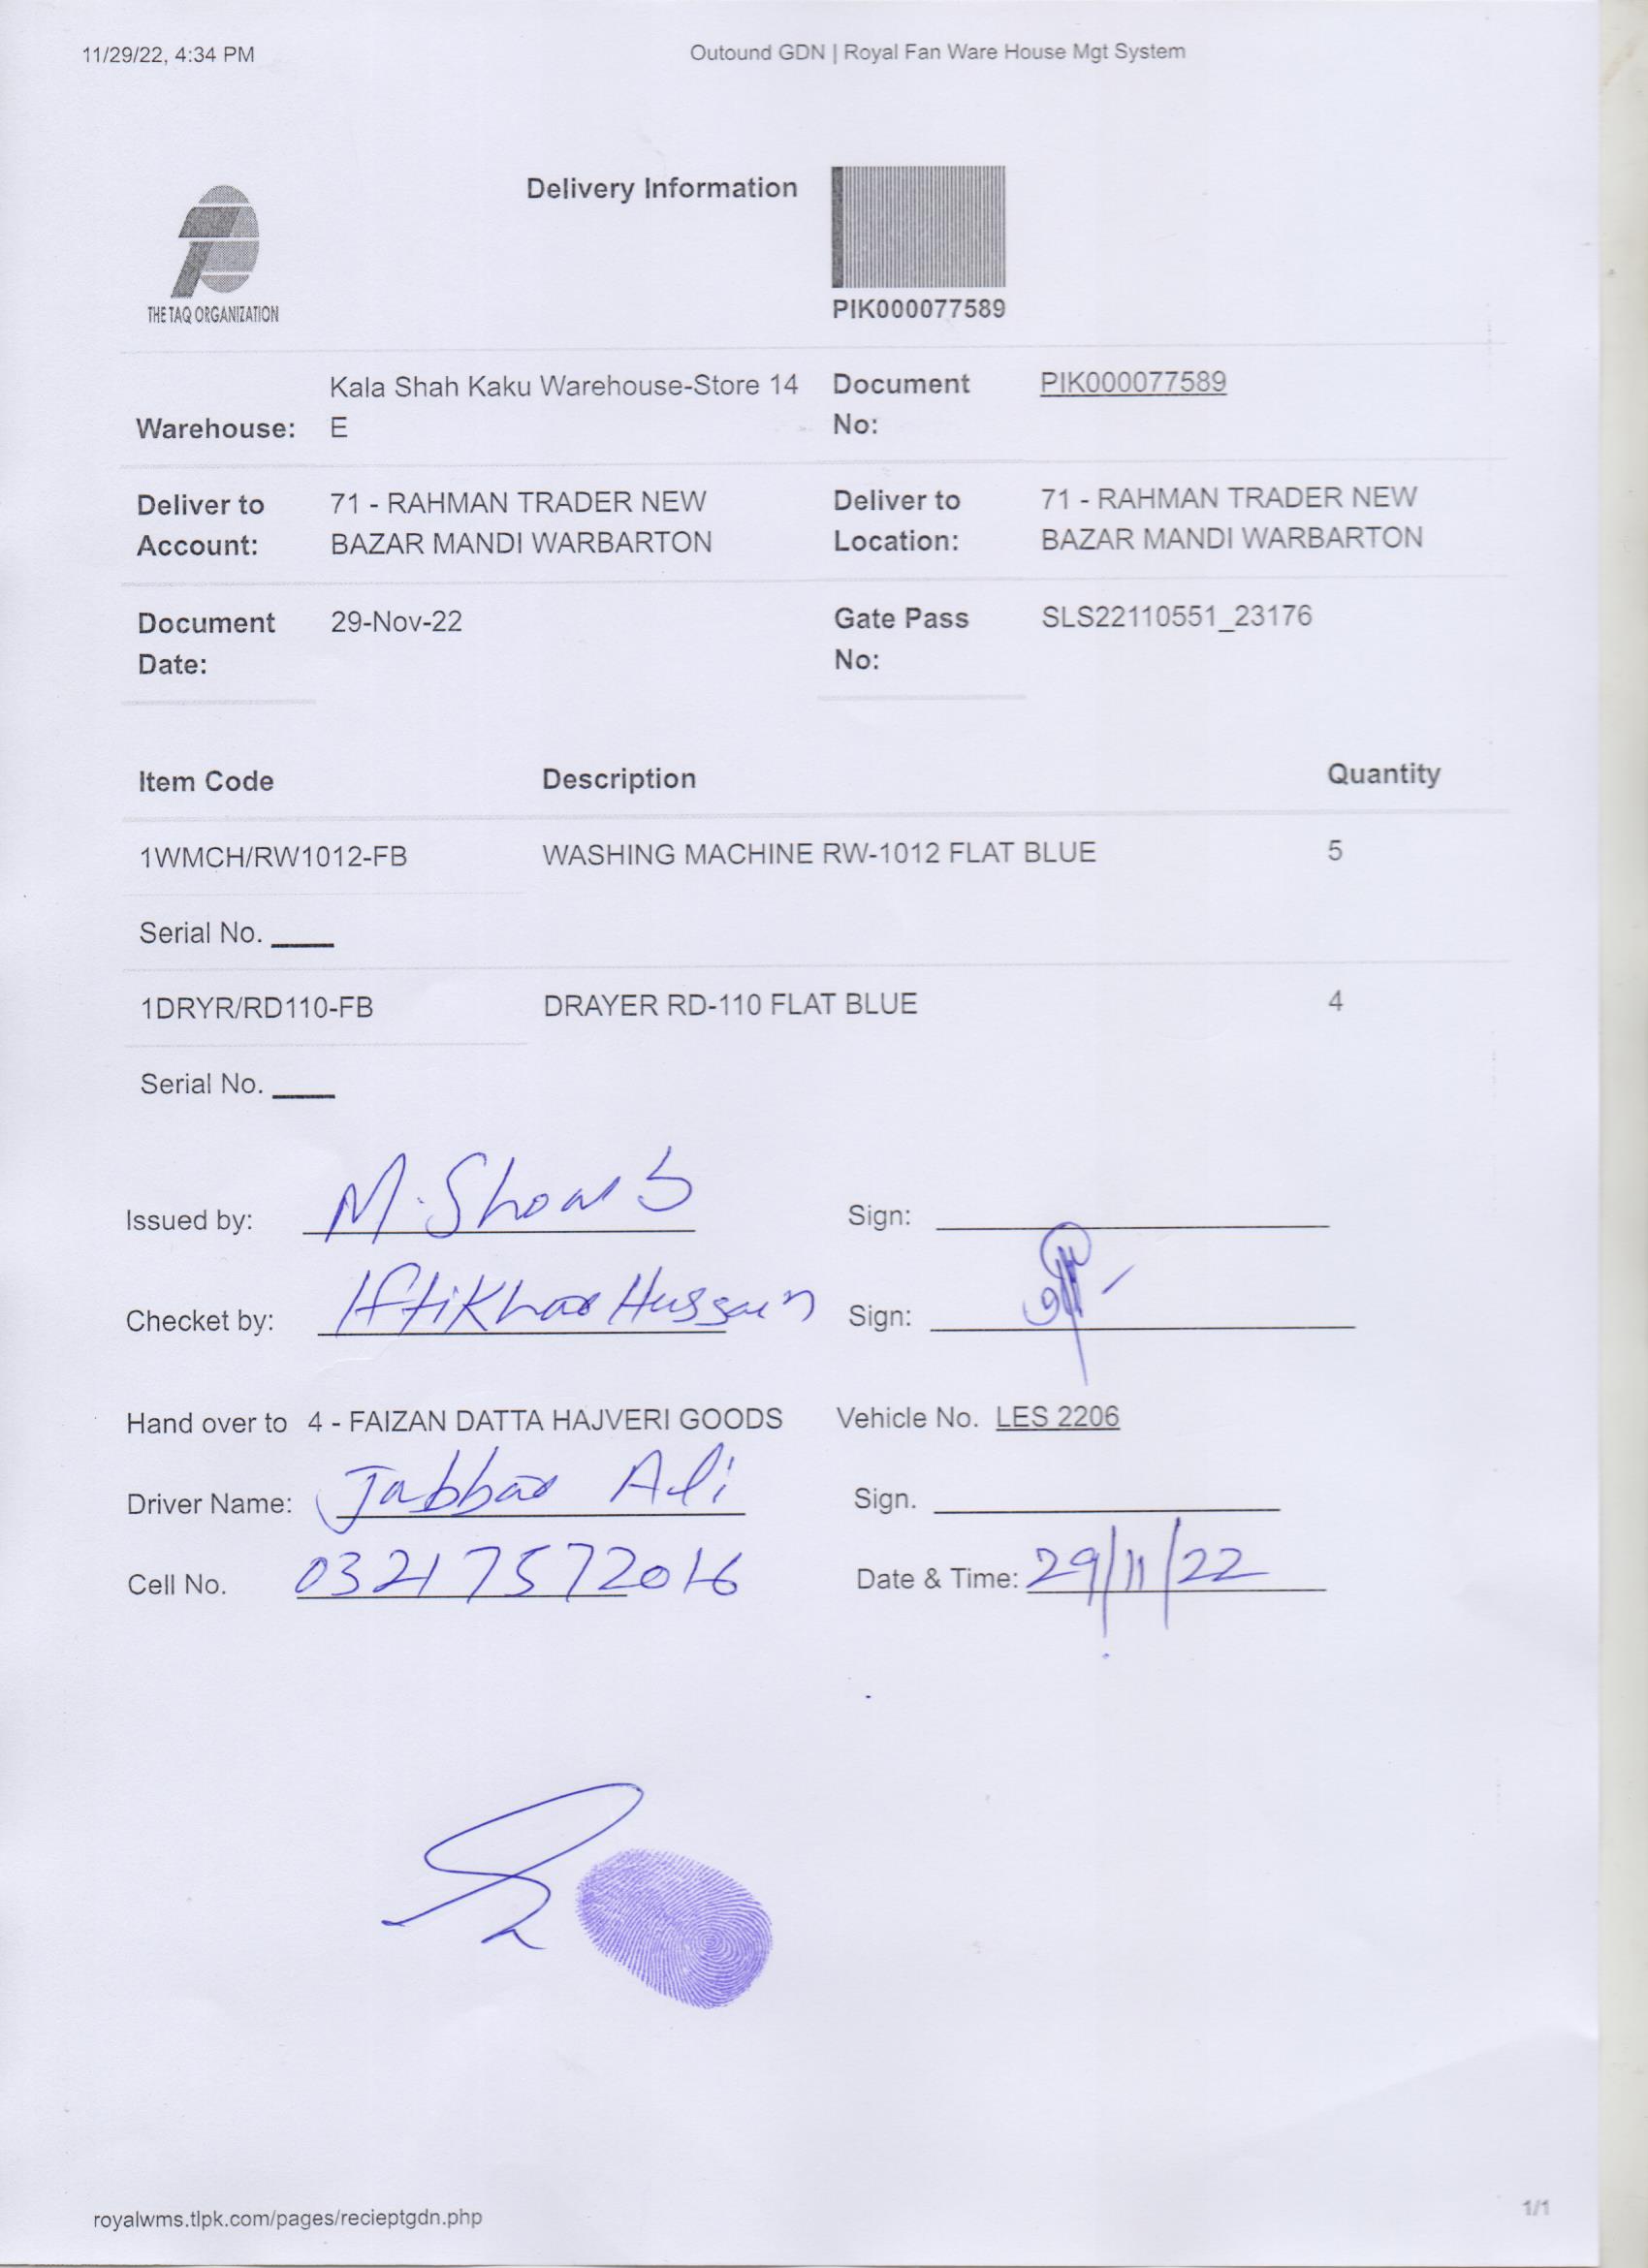 11/29/22, 4:34 PM Outound GDN | Royal Fan Ware House Mgt System
Delivery Information
THE TAQ ORGANIZATION
PIK000077589
Warehouse: Kala Shah Kaku Warehouse-Store 14 E
Document No: PIK000077589
Deliver to Account: 71 - RAHMAN TRADER NEW BAZAR MANDI WARBARTON
Deliver to Location: 71 - RAHMAN TRADER NEW BAZAR MANDI WARBARTON
Document Date: 29-Nov-22
Gate Pass No: SLS22110551_23176
Item Code Description Quantity
1WMCH/RW1012-FB WASHING MACHINE RW-1012 FLAT BLUE 5
Serial No.
1DRYR/RD110-FB DRAYER RD-110 FLAT BLUE 4
Serial No.
Issued by: M. Sign:
Checket by: Iftikhar Hussain Sign:
Hand over to 4 - FAIZAN DATTA HAJVERI GOODS Vehicle No. LES 2206
Driver Name: Jabbar Ali Sign.
Cell No. 03217572016 Date & Time: 29/11/22
royalwms.tlpk.com/pages/recieptgdn.php 1/1